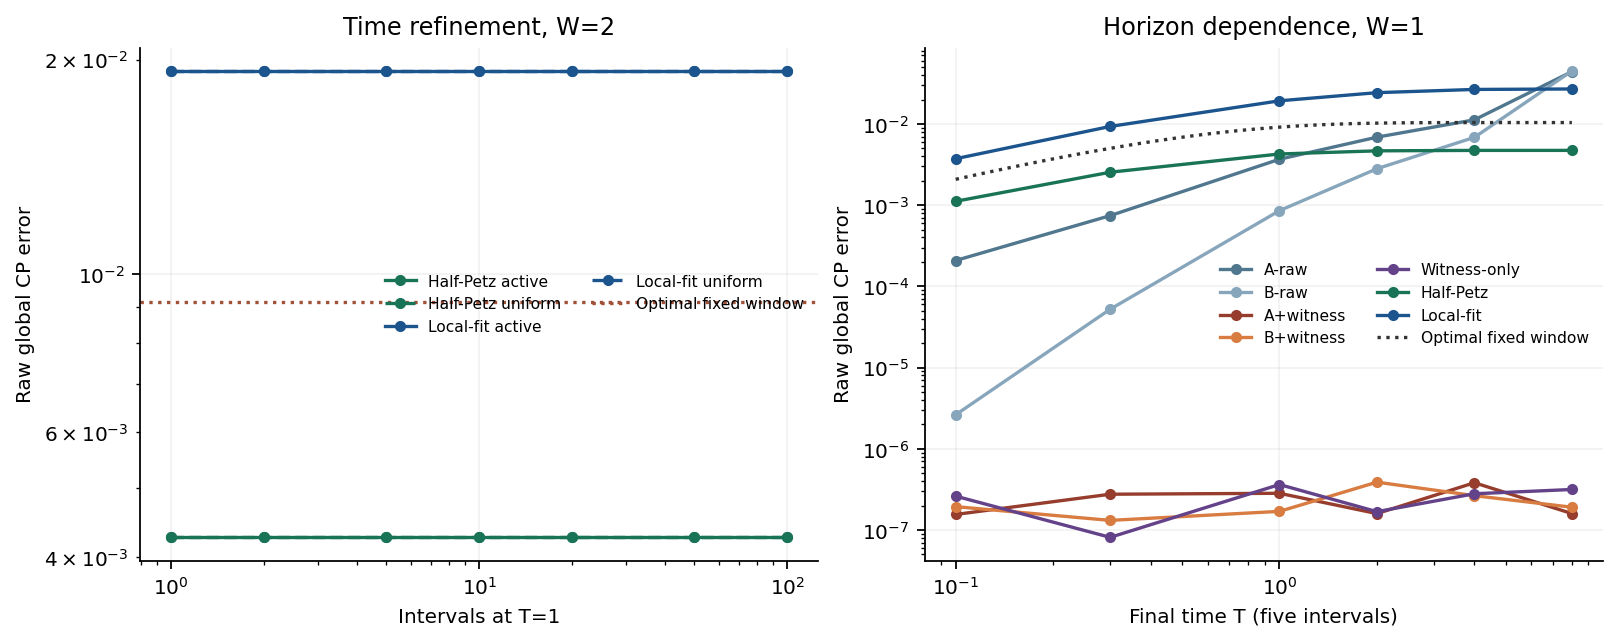 Time refinement, W=2
Raw global CP error
2 × 10⁻²
10⁻²
6 × 10⁻³
4 × 10⁻³
Half-Petz active
Half-Petz uniform
Local-fit active
Local-fit uniform
Optimal fixed window
10⁰
10¹
10²
Intervals at T=1
Horizon dependence, W=1
Raw global CP error
10⁻²
10⁻³
10⁻⁴
10⁻⁵
10⁻⁶
10⁻⁷
A-raw
B-raw
A+witness
B+witness
Witness-only
Half-Petz
Local-fit
Optimal fixed window
10⁻¹
10⁰
Final time T (five intervals)